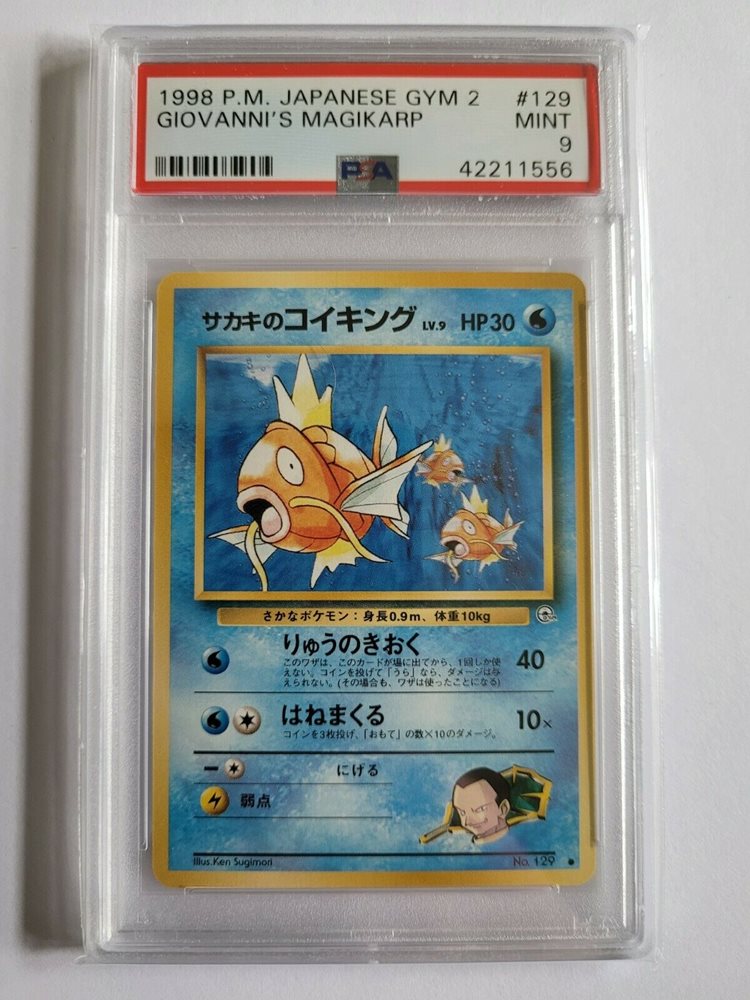 1998 P.M. JAPANESE GYM 2 #129
GIOVANNI'S MAGIKARP MINT
9
PSA 42211556
サカキのコイキング LV.9 HP30
さかなポケモン：身長0.9m、体重10kg
りゅうのきおく 40
このワザは、このカードが場に出てから、1回しか使
えない。コインを投げて「うら」なら、ダメージは与
えられない。(その場合も、ワザは使ったことになる)
はねまくる 10×
コインを3枚投げ、「おもて」の数×10のダメージ。
にげる
弱点
Illus.Ken Sugimori No. 129